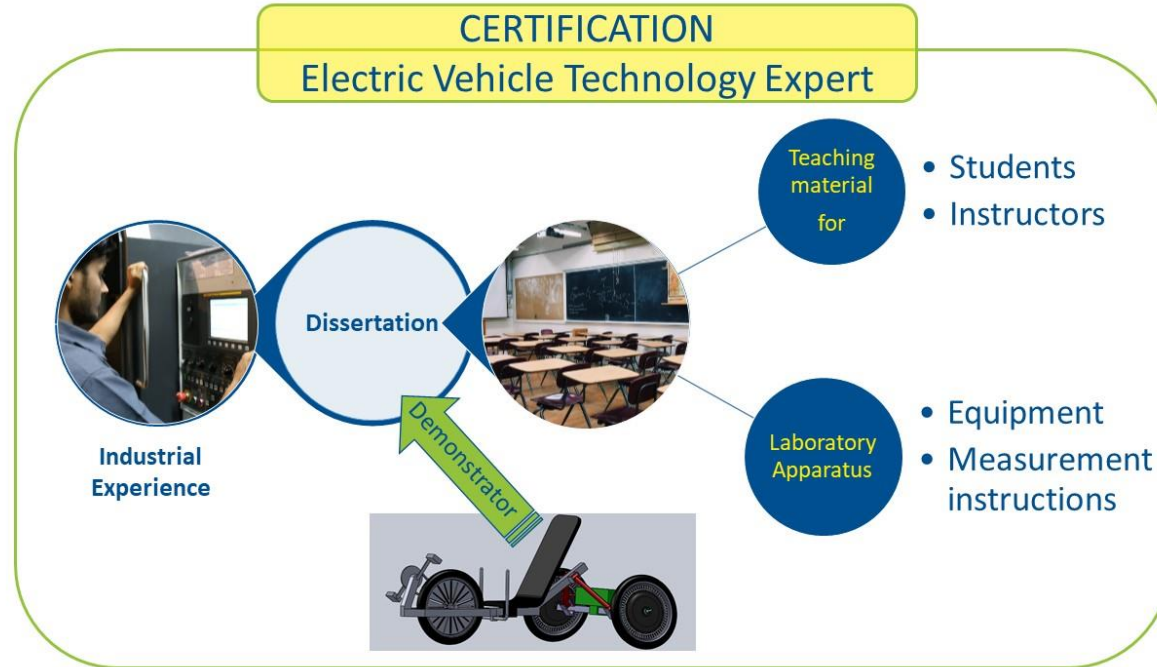 CERTIFICATION
Electric Vehicle Technology Expert
Teaching
material
for
• Students
• Instructors
Dissertation
Industrial
Experience
Demonstrator
Laboratory
Apparatus
• Equipment
• Measurement
instructions